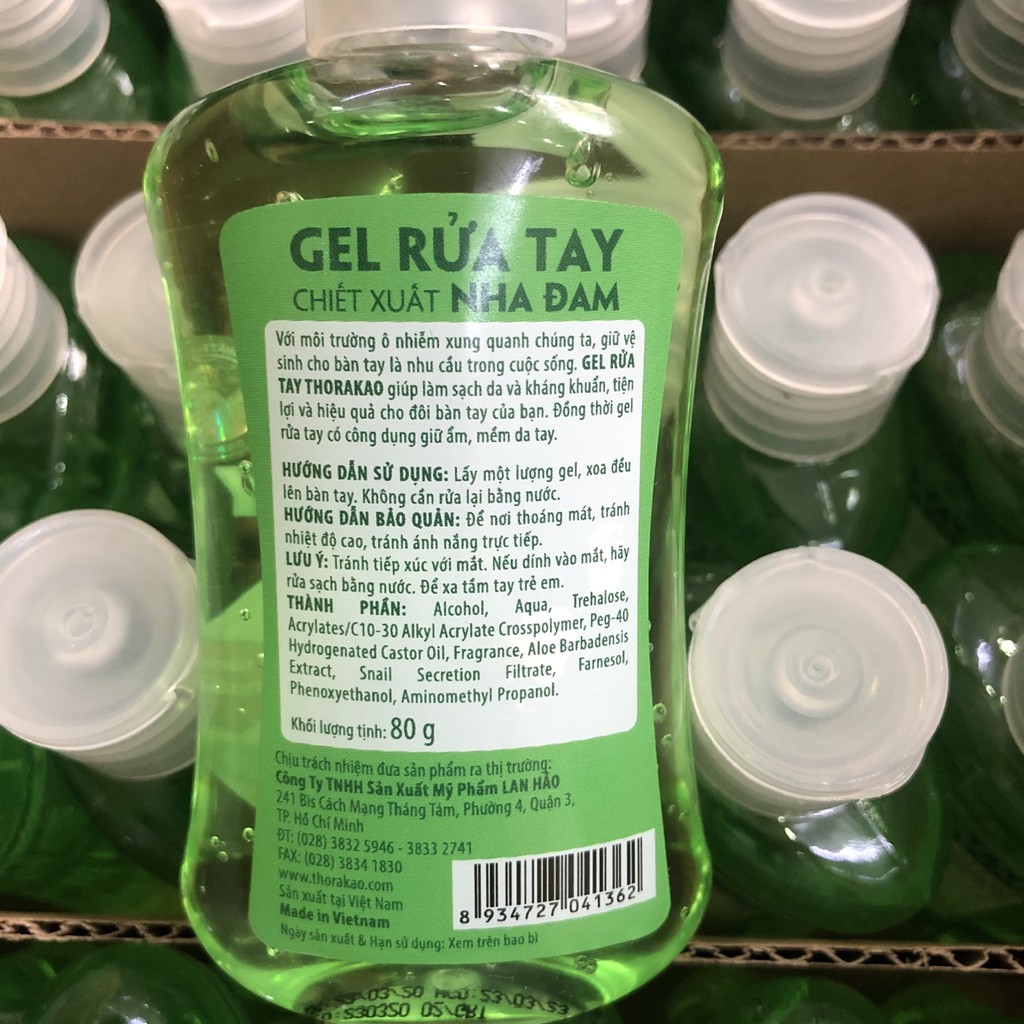 GEL RỬA TAY
CHIẾT XUẤT NHA ĐAM
Với môi trường ô nhiễm xung quanh chúng ta, giữ vệ
sinh cho bàn tay là nhu cầu trong cuộc sống. GEL RỬA
TAY THORAKAO giúp làm sạch da và kháng khuẩn, tiện
lợi và hiệu quả cho đôi bàn tay của bạn. Đồng thời gel
rửa tay có công dụng giữ ẩm, mềm da tay.
HƯỚNG DẪN SỬ DỤNG: Lấy một lượng gel, xoa đều
lên bàn tay. Không cần rửa lại bằng nước.
HƯỚNG DẪN BẢO QUẢN: Để nơi thoáng mát, tránh
nhiệt độ cao, tránh ánh nắng trực tiếp.
LƯU Ý: Tránh tiếp xúc với mắt. Nếu dính vào mắt, hãy
rửa sạch bằng nước. Để xa tầm tay trẻ em.
THÀNH PHẦN: Alcohol, Aqua, Trehalose,
Acrylates/C10-30 Alkyl Acrylate Crosspolymer, Peg-40
Hydrogenated Castor Oil, Fragrance, Aloe Barbadensis
Extract, Snail Secretion Filtrate, Farnesol,
Phenoxyethanol, Aminomethyl Propanol.
Khối lượng tịnh: 80 g
Chịu trách nhiệm đưa sản phẩm ra thị trường:
Công Ty TNHH Sản Xuất Mỹ Phẩm LAN HẢO
241 Bis Cách Mạng Tháng Tám, Phường 4, Quận 3,
TP. Hồ Chí Minh
ĐT: (028) 3832 5946 - 3833 2741
FAX: (028) 3834 1830
www.thorakao.com
Sản xuất tại Việt Nam
Made in Vietnam
Ngày sản xuất & Hạn sử dụng: Xem trên bao bì
8 934727 041362